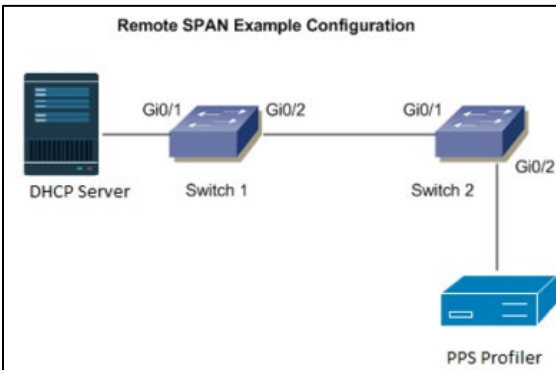 Remote SPAN Example Configuration
Gi0/1
Gi0/2
Gi0/1
DHCP Server
Switch 1
Switch 2
Gi0/2
PPS Profiler